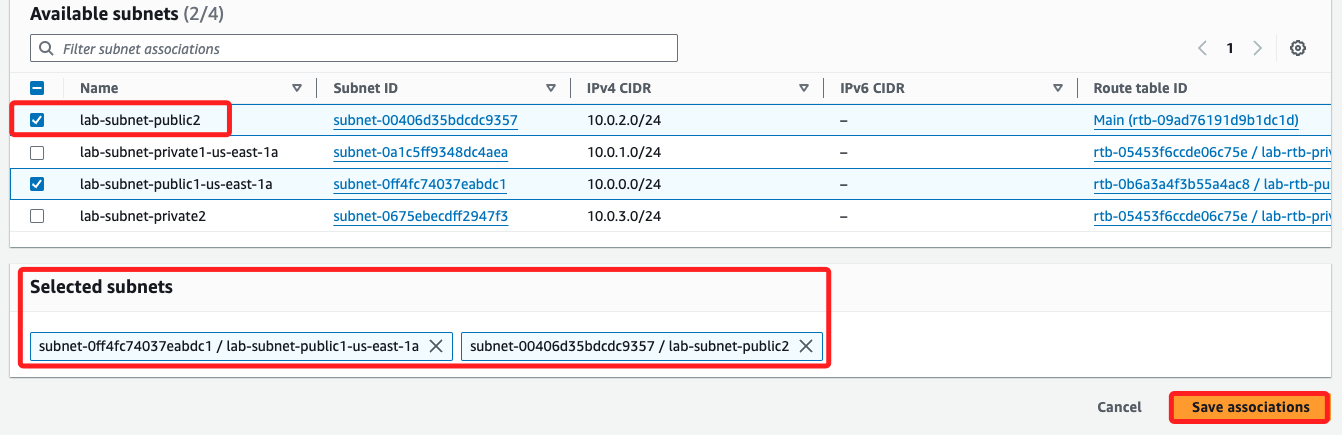 Available subnets (2/4)
Filter subnet associations
1
Name Subnet ID IPv4 CIDR IPv6 CIDR Route table ID
lab-subnet-public2 subnet-00406d35bdcdc9357 10.0.2.0/24 – Main (rtb-09ad76191d9b1dc1d)
lab-subnet-private1-us-east-1a subnet-0a1c5ff9348dc4aea 10.0.1.0/24 – rtb-05453f6ccde06c75e / lab-rtb-priv
lab-subnet-public1-us-east-1a subnet-0ff4fc74037eabdc1 10.0.0.0/24 – rtb-0b6a3a4f3b55a4ac8 / lab-rtb-pu
lab-subnet-private2 subnet-0675ebecdff2947f3 10.0.3.0/24 – rtb-05453f6ccde06c75e / lab-rtb-priv
Selected subnets
subnet-0ff4fc74037eabdc1 / lab-subnet-public1-us-east-1a subnet-00406d35bdcdc9357 / lab-subnet-public2
Cancel Save associations